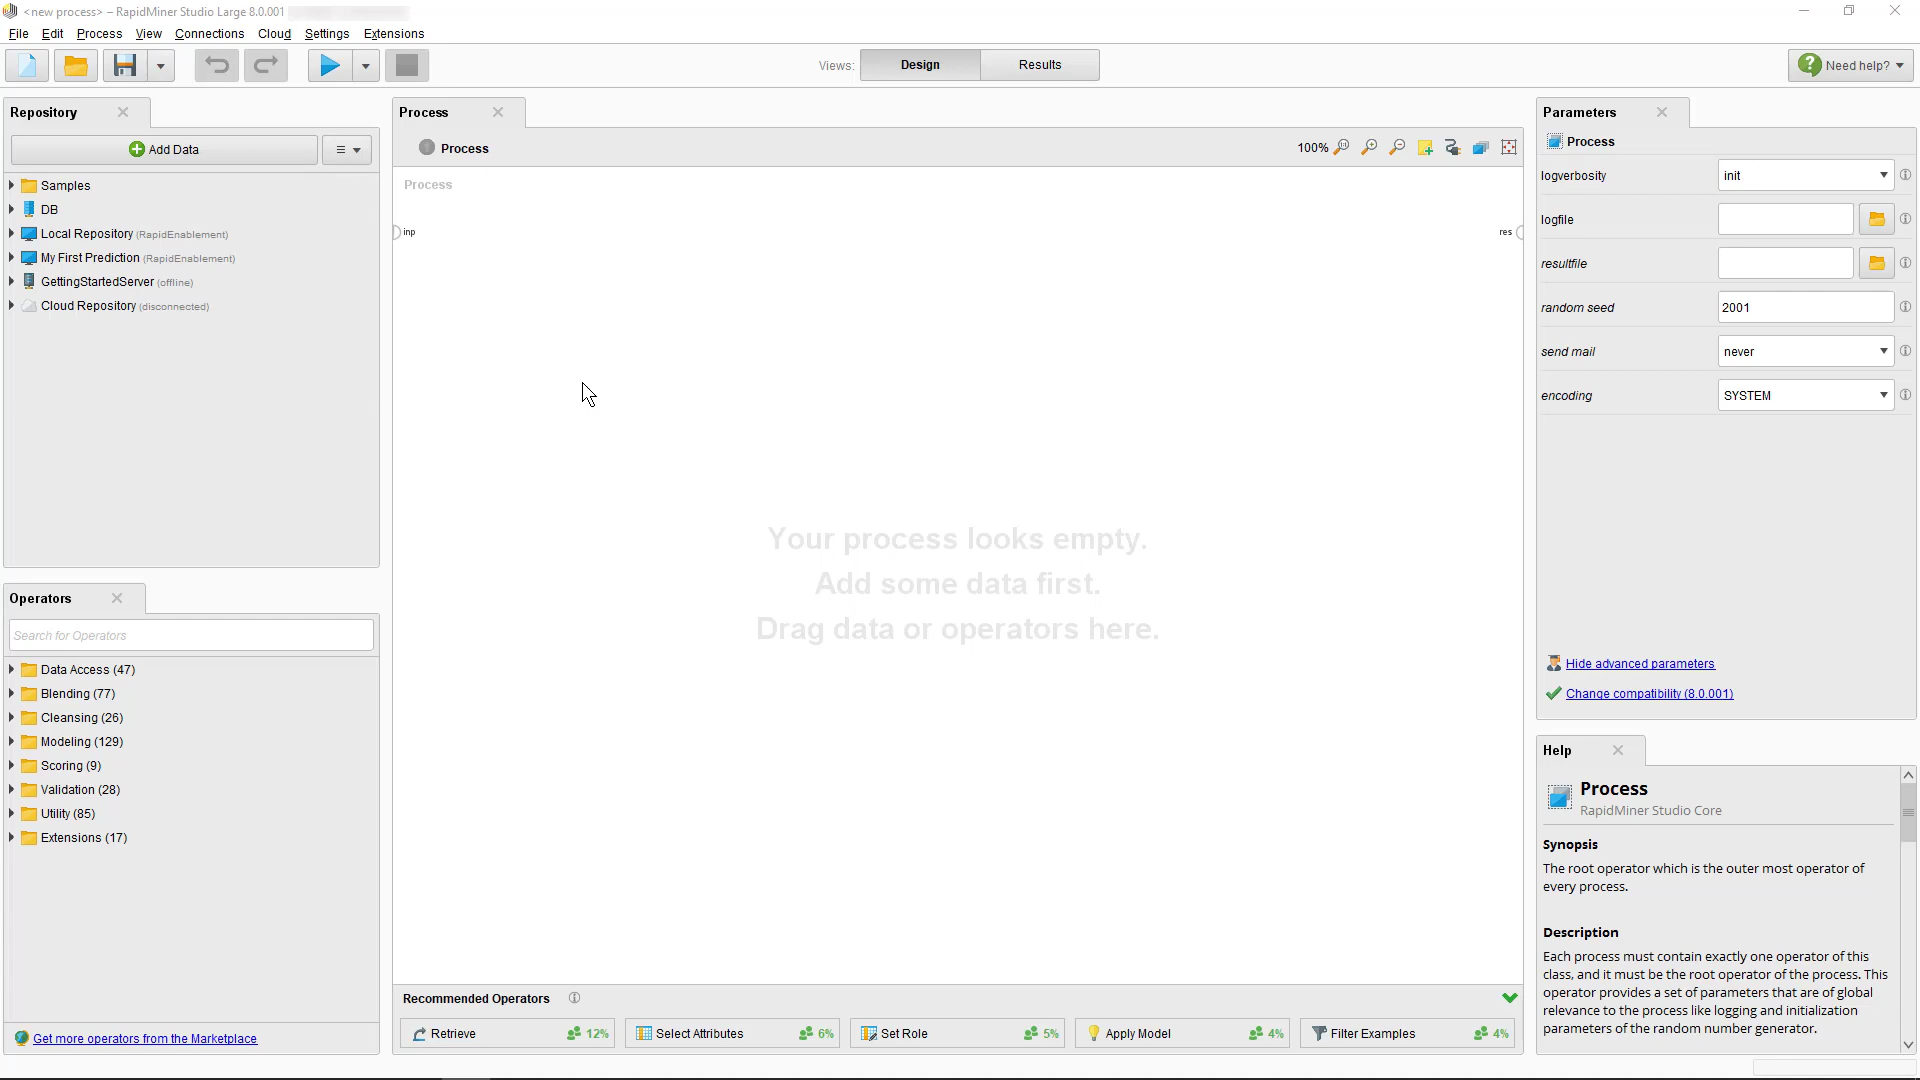 <new process> – RapidMiner Studio Large 8.0.001
File Edit Process View Connections Cloud Settings Extensions
Views: Design Results
Need help?
Repository
Add Data
Samples
DB
Local Repository (RapidEnablement)
My First Prediction (RapidEnablement)
GettingStartedServer (offline)
Cloud Repository (disconnected)
Operators
Search for Operators
Data Access (47)
Blending (77)
Cleansing (26)
Modeling (129)
Scoring (9)
Validation (28)
Utility (85)
Extensions (17)
Get more operators from the Marketplace
Process
Process
100%
Process
inp
res
Your process looks empty.
Add some data first.
Drag data or operators here.
Recommended Operators
Retrieve 12%
Select Attributes 6%
Set Role 5%
Apply Model 4%
Filter Examples 4%
Parameters
Process
logverbosity init
logfile
resultfile
random seed 2001
send mail never
encoding SYSTEM
Hide advanced parameters
Change compatibility (8.0.001)
Help
Process
RapidMiner Studio Core
Synopsis
The root operator which is the outer most operator of
every process.
Description
Each process must contain exactly one operator of this
class, and it must be the root operator of the process. This
operator provides a set of parameters that are of global
relevance to the process like logging and initialization
parameters of the random number generator.